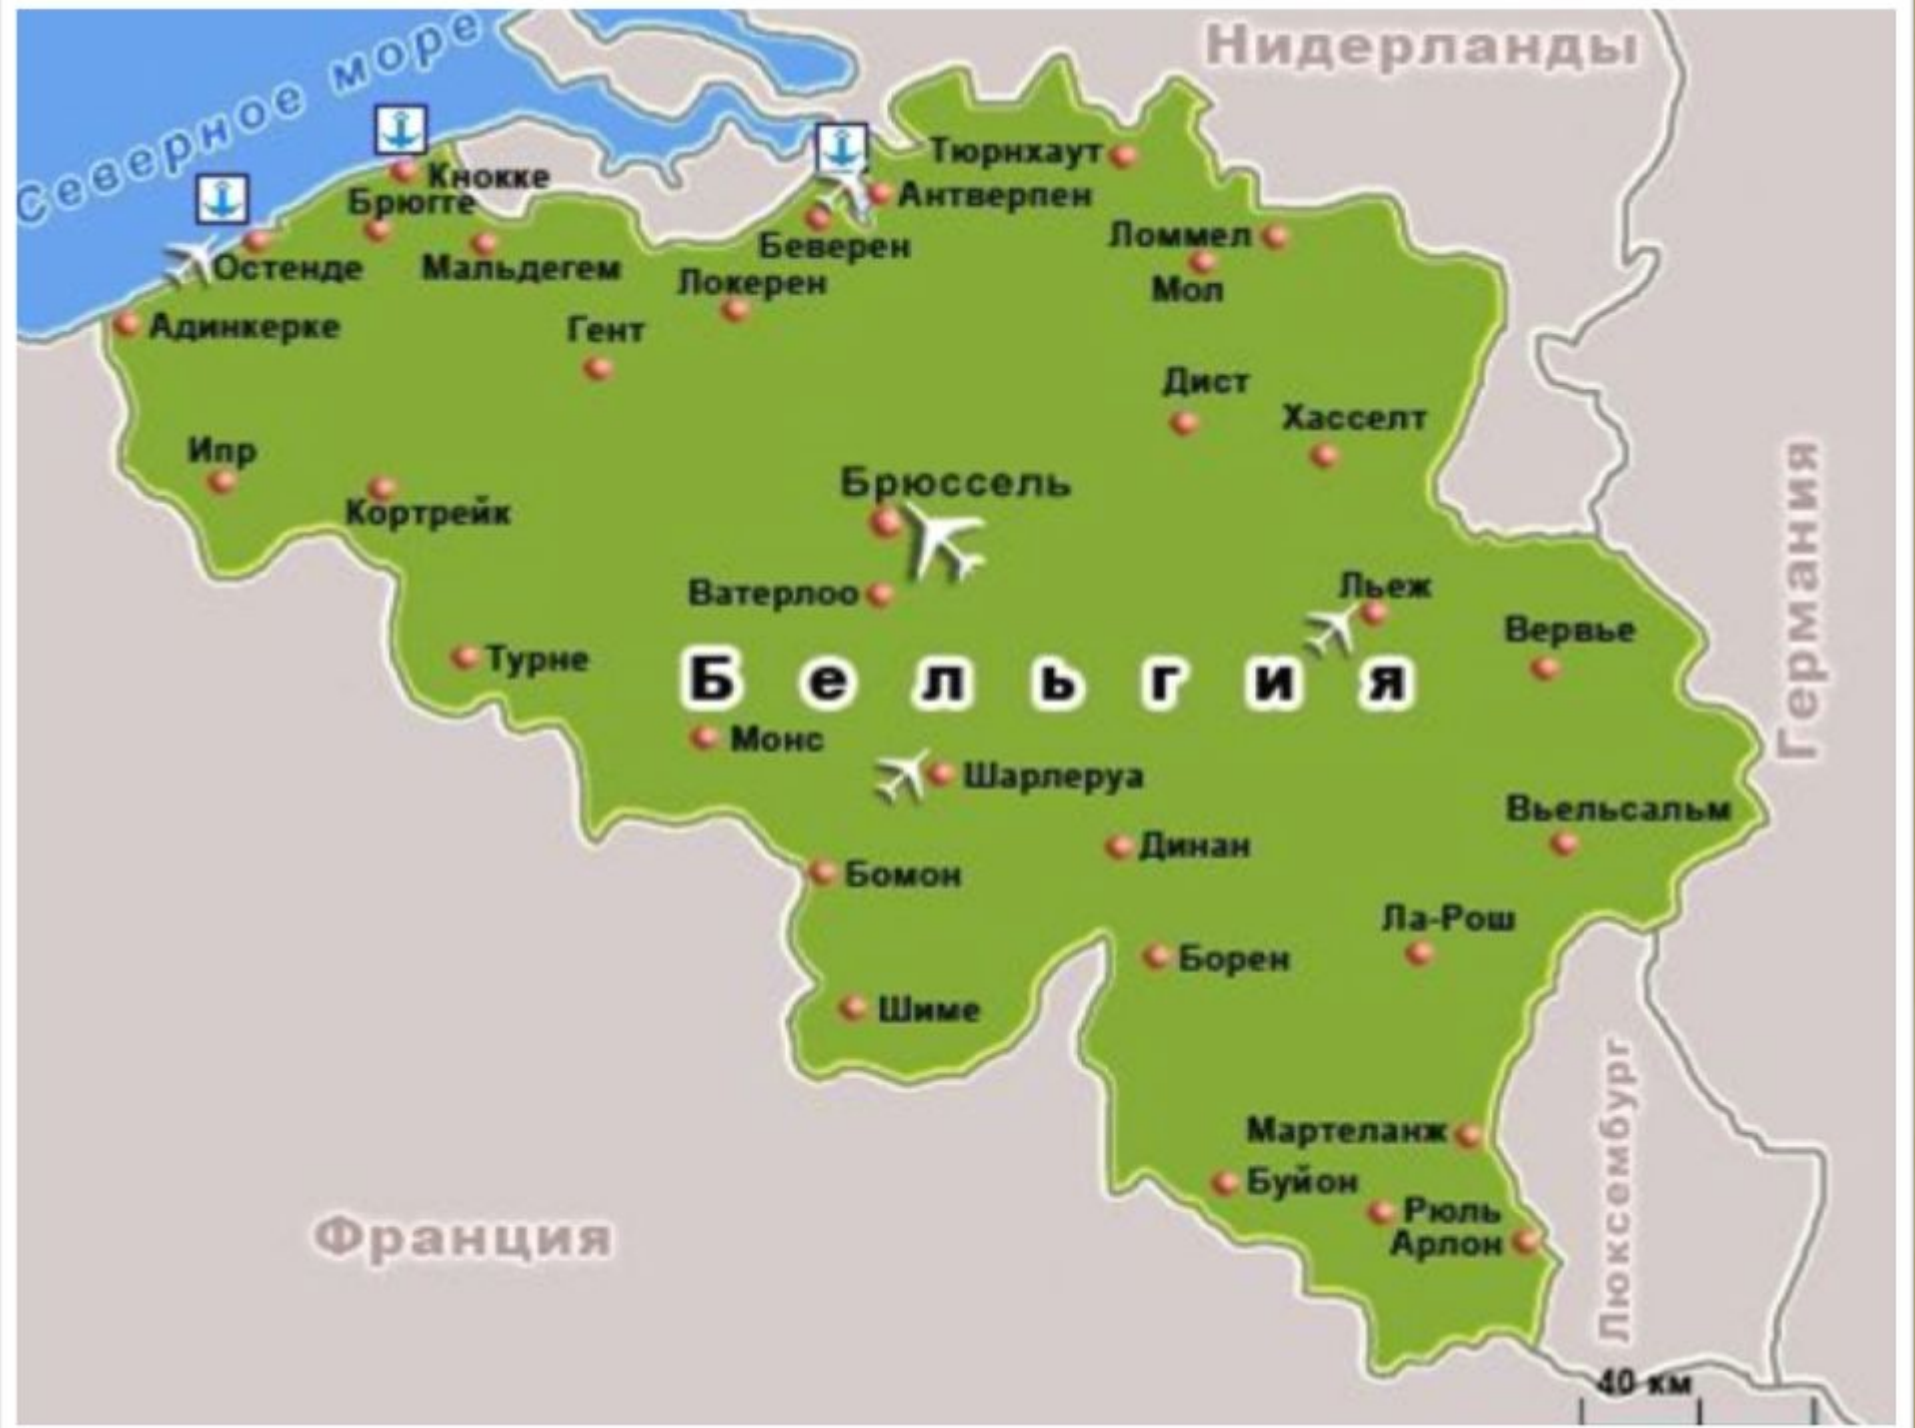 Нидерланды
Северное море
Тюрнхаут
Кнокке
Антверпен
Брюгге
Ломмел
Беверен
Остенде
Мальдегем
Локерен
Мол
Адинкерке
Гент
Дист
Хасселт
Ипр
Брюссель
Кортрейк
Германия
Льеж
Ватерлоо
Вервье
Турне
Бельгия
Монс
Шарлеруа
Вьельсальм
Динан
Бомон
Ла-Рош
Борен
Шиме
Мартеланж
Буйон
Люксембург
Рюль
Франция
Арлон
40 км